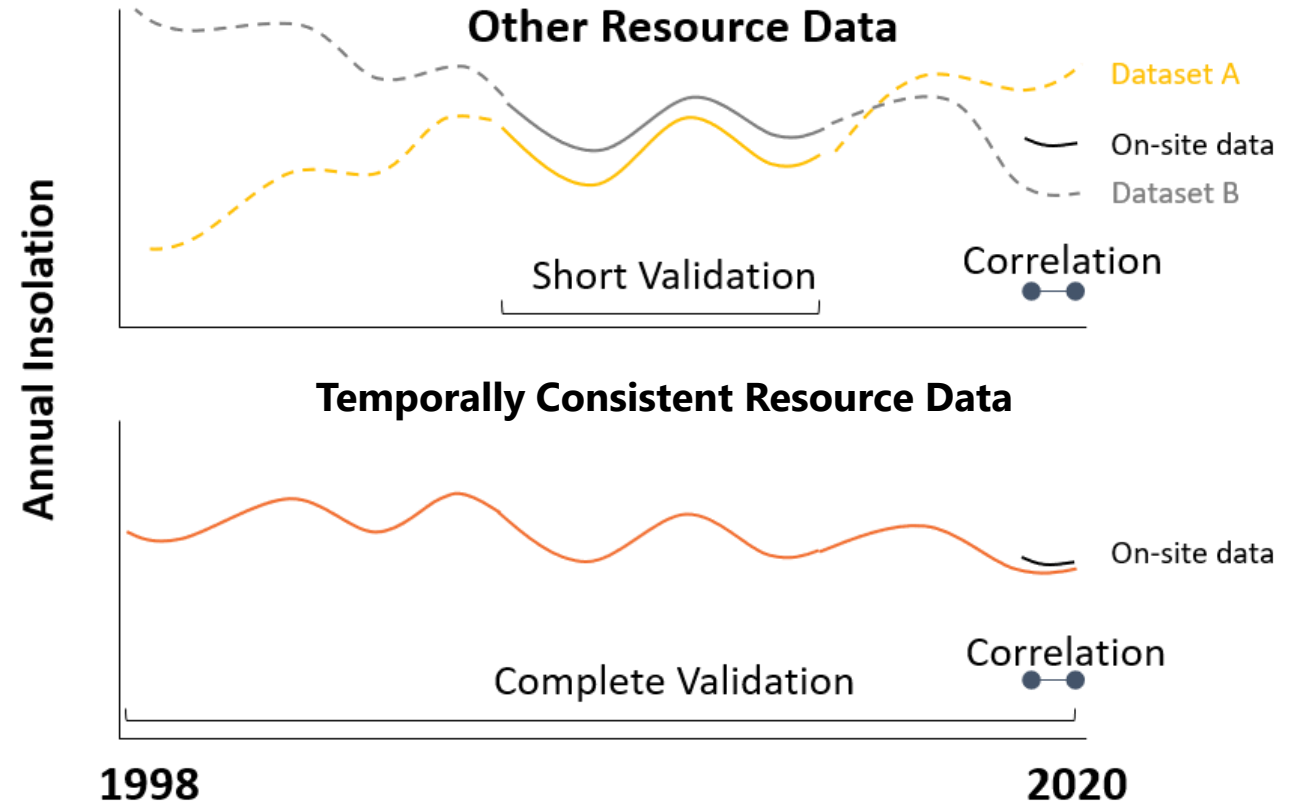 Other Resource Data
Dataset A
On-site data
Dataset B
Correlation
Short Validation
Annual Insolation
Temporally Consistent Resource Data
On-site data
Correlation
Complete Validation
1998
2020